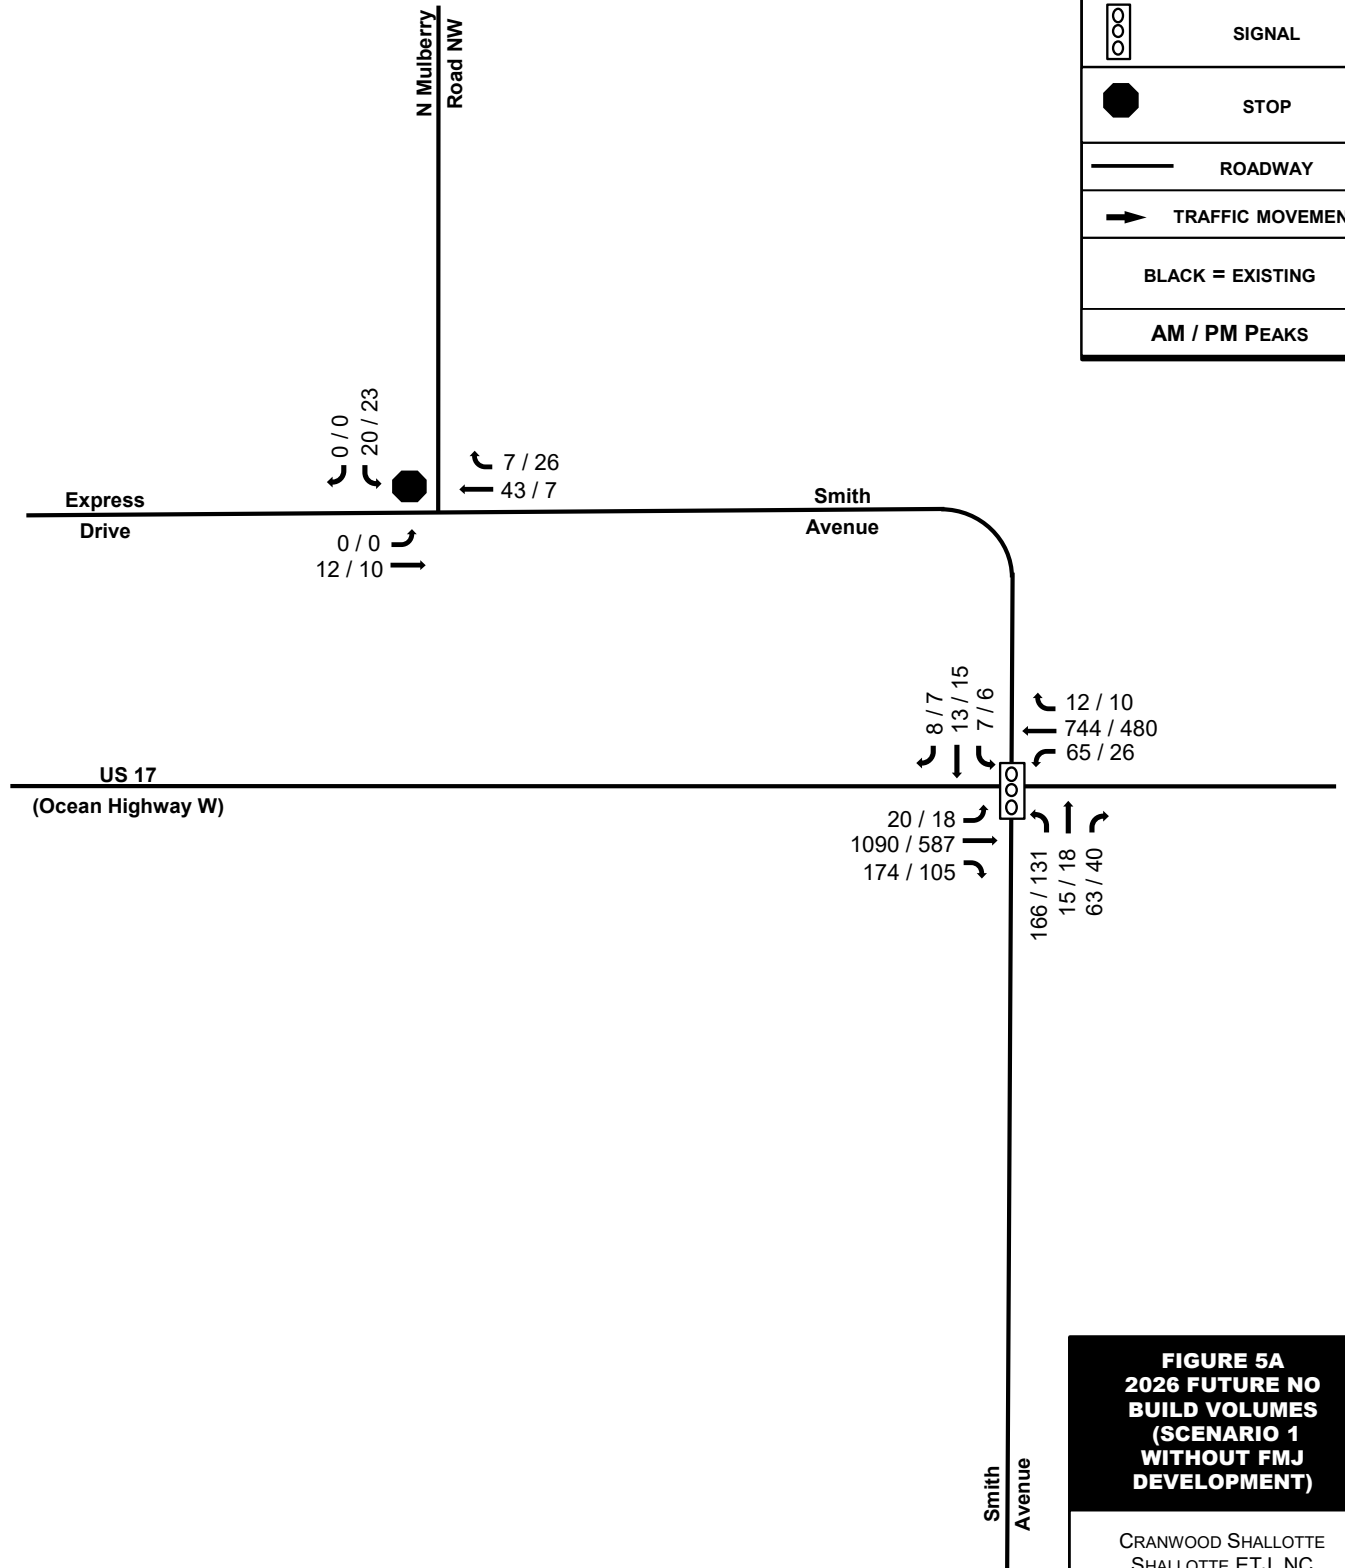 N Mulberry
Road NW
SIGNAL
STOP
ROADWAY
TRAFFIC MOVEMEN
BLACK = EXISTING
AM / PM PEAKS
0 / 0
20 / 23
7 / 26
43 / 7
Express
Drive
Smith
Avenue
0 / 0
12 / 10
8 / 7
13 / 15
7 / 6
12 / 10
744 / 480
65 / 26
US 17
(Ocean Highway W)
20 / 18
1090 / 587
174 / 105
166 / 131
15 / 18
63 / 40
Smith
Avenue
FIGURE 5A
2026 FUTURE NO
BUILD VOLUMES
(SCENARIO 1
WITHOUT FMJ
DEVELOPMENT)
CRANWOOD SHALLOTTE
SHALLOTTE ETJ, NC